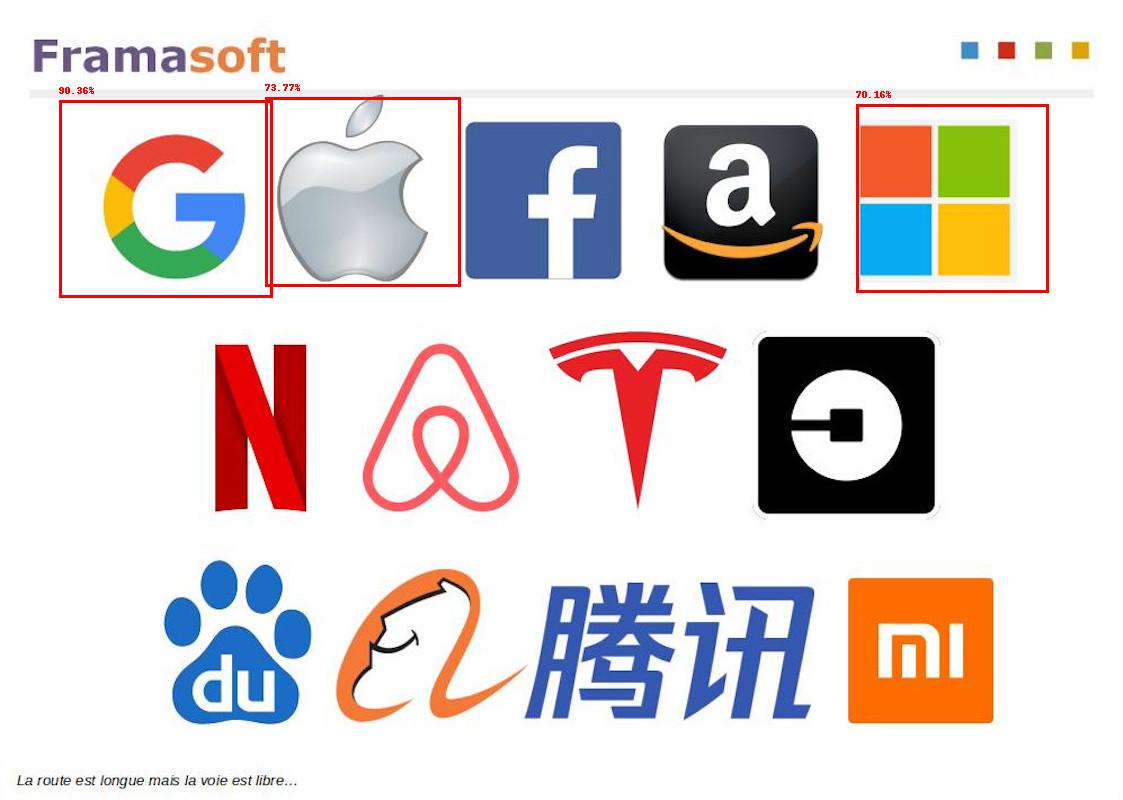 Framasoft
90.36%
73.77%
70.16%
G
f
a
N
du
腾讯
mi
La route est longue mais la voie est libre…